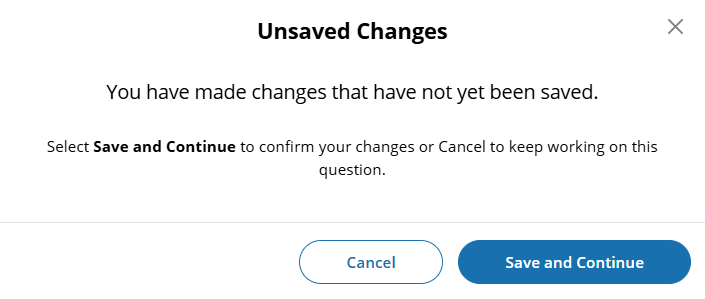 Unsaved Changes
You have made changes that have not yet been saved.
Select Save and Continue to confirm your changes or Cancel to keep working on this
question.
Cancel
Save and Continue